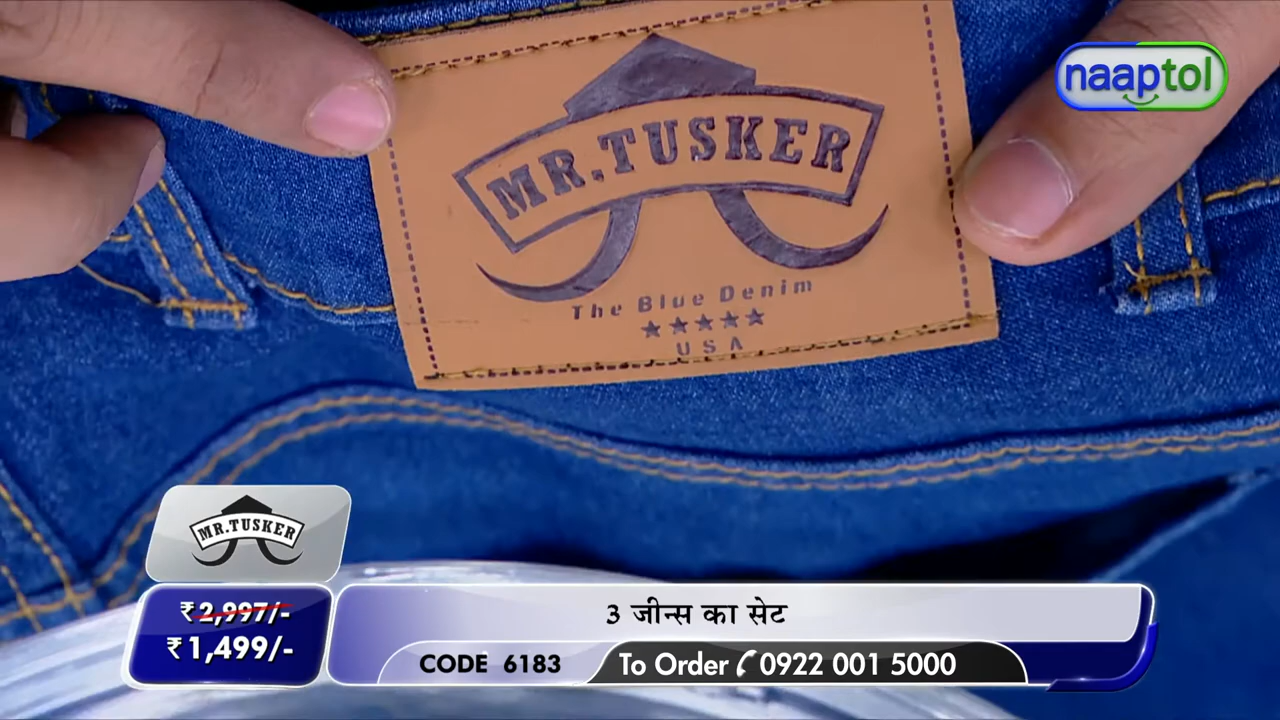 naaptol
MR.TUSKER
The Blue Denim
USA
MR.TUSKER
₹2,997/-
₹1,499/-
3 जीन्स का सेट
CODE 6183
To Order 0922 001 5000